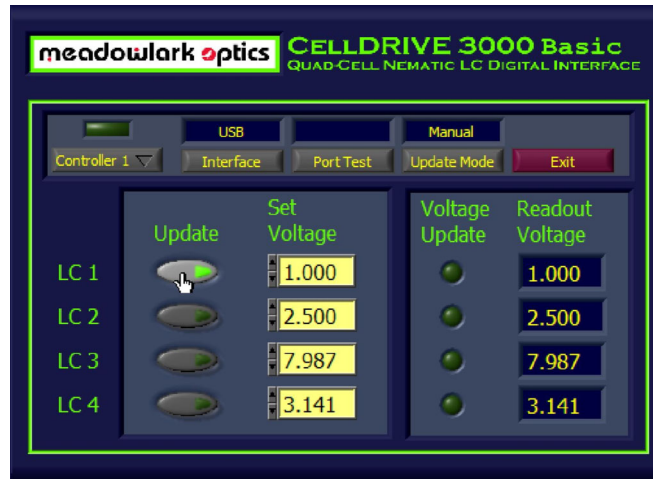 meadowlark optics CELLDRIVE 3000 Basic
QUAD-CELL NEMATIC LC DIGITAL INTERFACE
USB Manual
Controller 1 Interface Port Test Update Mode Exit
Set Voltage Readout
Update Voltage Update Voltage
LC 1 1.000 1.000
LC 2 2.500 2.500
LC 3 7.987 7.987
LC 4 3.141 3.141